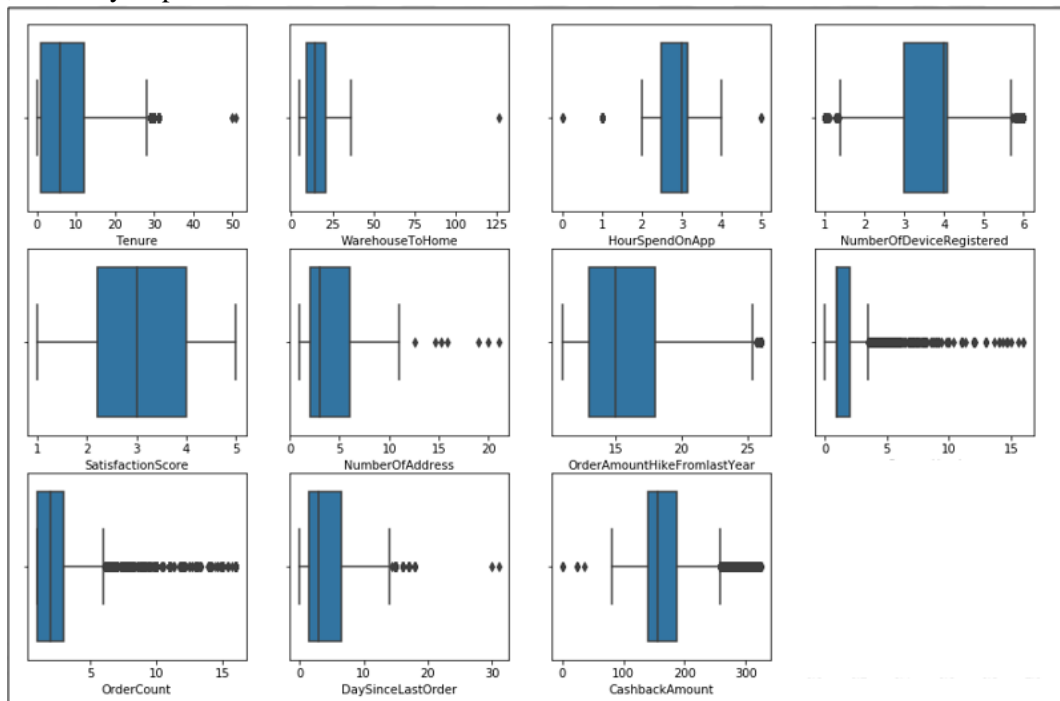 0 10 20 30 40 50
Tenure
0 25 50 75 100 125
WarehouseToHome
0 1 2 3 4 5
HourSpendOnApp
1 2 3 4 5 6
NumberOfDeviceRegistered
1 2 3 4 5
SatisfactionScore
0 5 10 15 20
NumberOfAddress
15 20 25
OrderAmountHikeFromlastYear
0 5 10 15
5 10 15
OrderCount
0 10 20 30
DaySinceLastOrder
0 100 200 300
CashbackAmount